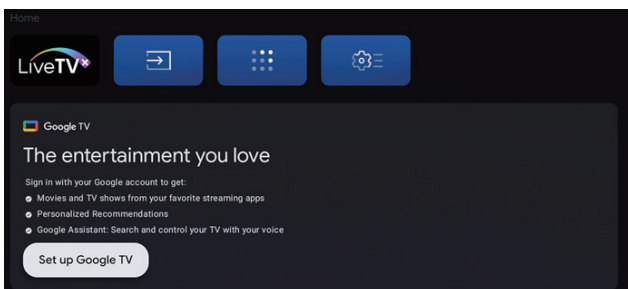 Home
LiveTV
Google TV
The entertainment you love
Sign in with your Google account to get:
Movies and TV shows from your favorite streaming apps
Personalized Recommendations
Google Assistant: Search and control your TV with your voice
Set up Google TV